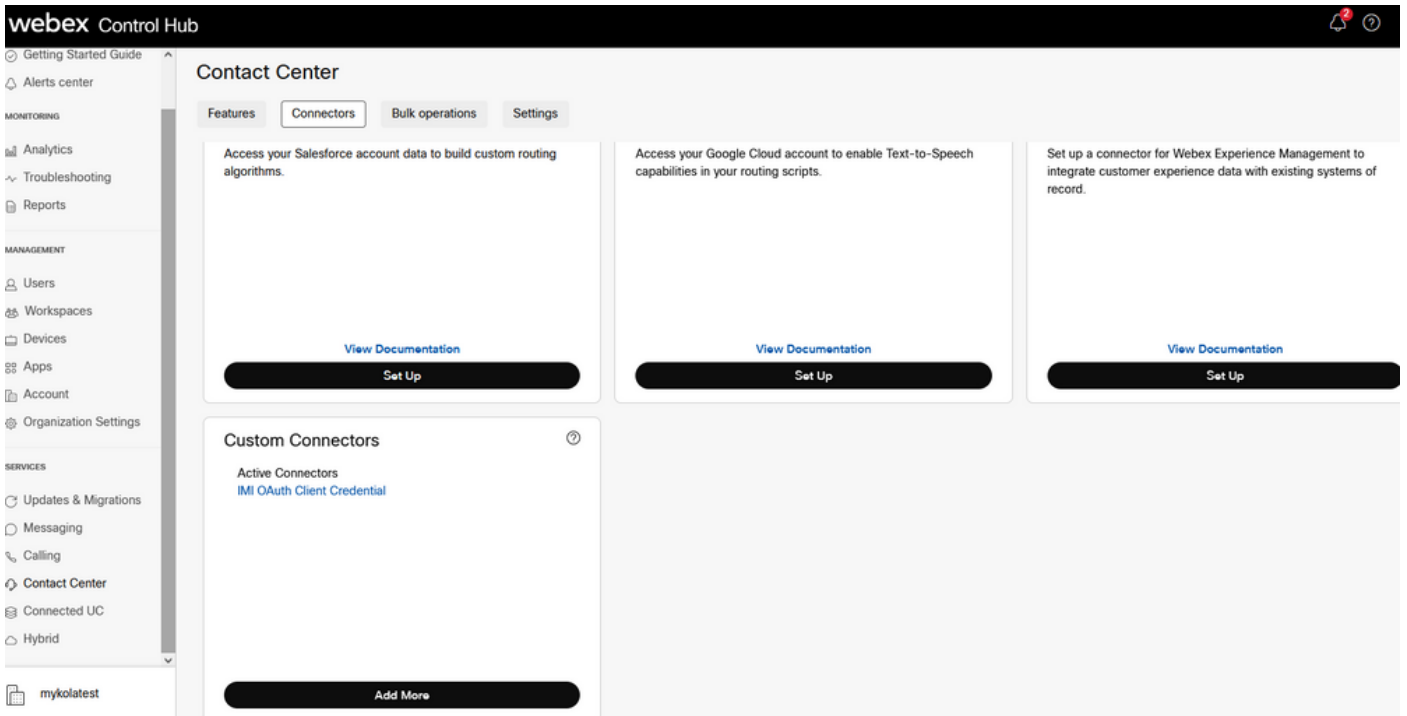 webex Control Hub
2
Getting Started Guide
Alerts center
MONITORING
Analytics
Troubleshooting
Reports
MANAGEMENT
Users
Workspaces
Devices
Apps
Account
Organization Settings
SERVICES
Updates & Migrations
Messaging
Calling
Contact Center
Connected UC
Hybrid
mykolatest
Contact Center
Features
Connectors
Bulk operations
Settings
Access your Salesforce account data to build custom routing
algorithms.
View Documentation
Set Up
Access your Google Cloud account to enable Text-to-Speech
capabilities in your routing scripts.
View Documentation
Set Up
Set up a connector for Webex Experience Management to
integrate customer experience data with existing systems of
record.
View Documentation
Set Up
Custom Connectors
Active Connectors
IMI OAuth Client Credential
Add More